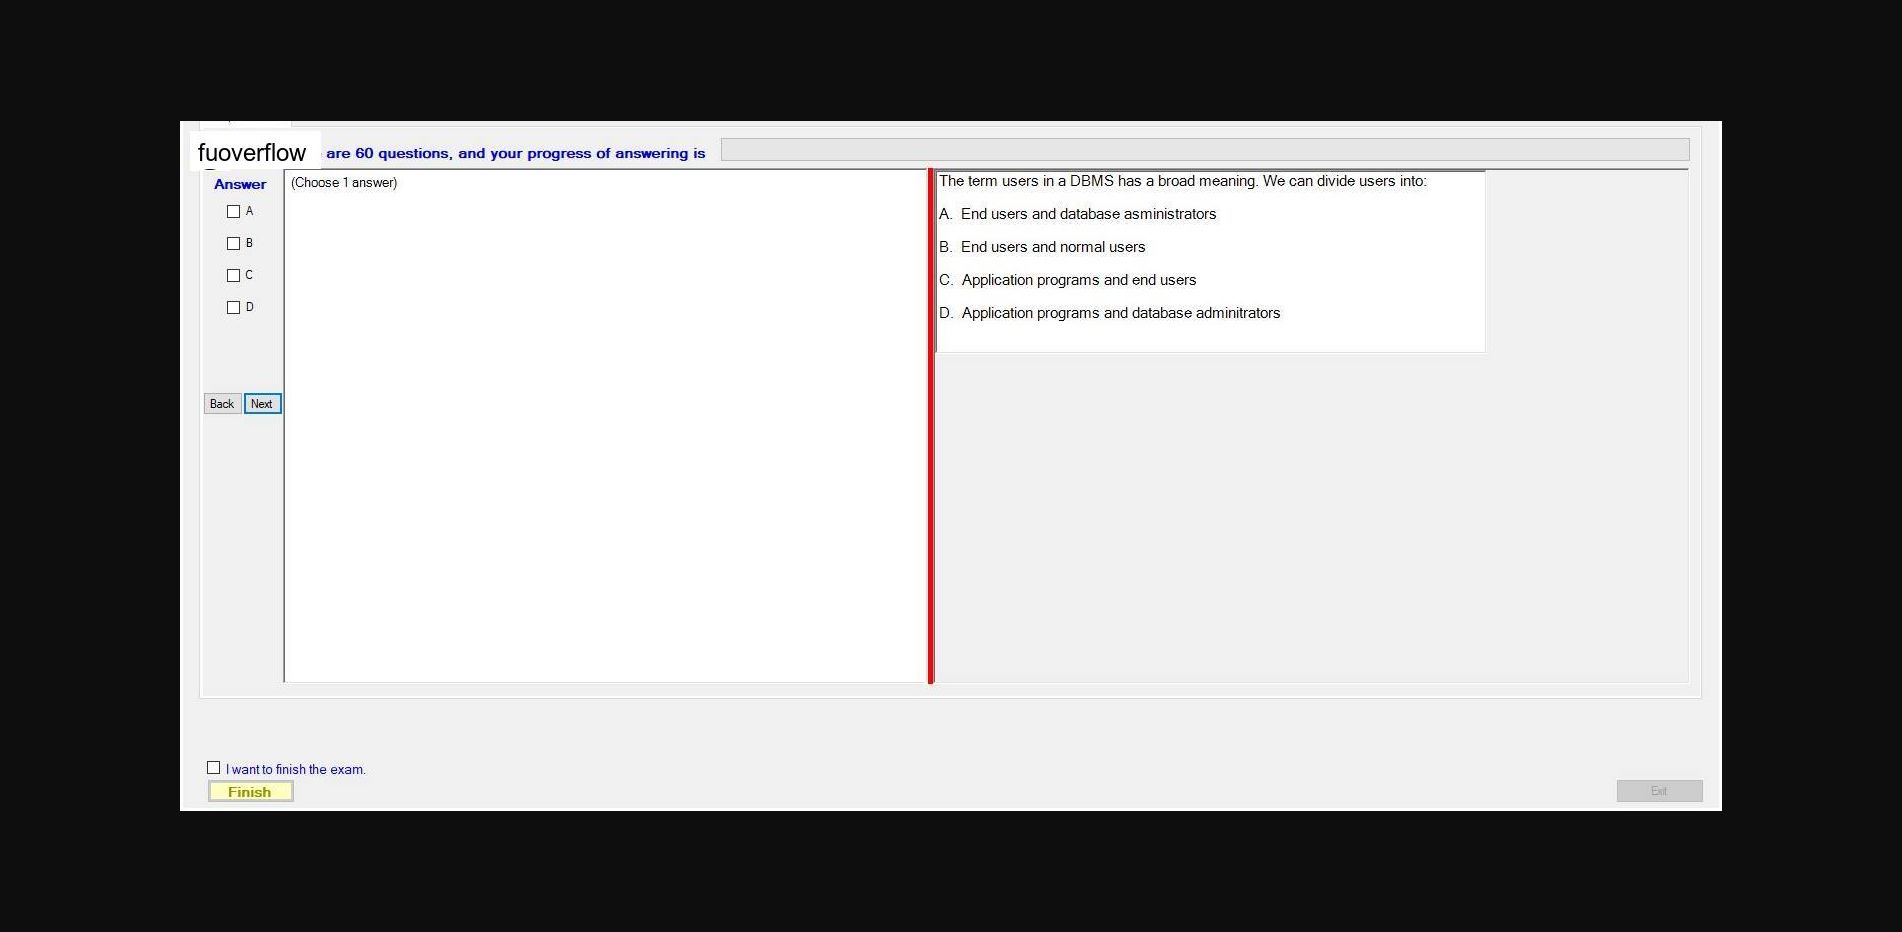 fuoverflow are 60 questions, and your progress of answering is
Answer
A
B
C
D
Back Next
(Choose 1 answer)
The term users in a DBMS has a broad meaning. We can divide users into:
A. End users and database asministrators
B. End users and normal users
C. Application programs and end users
D. Application programs and database adminitrators
I want to finish the exam.
Finish
Exit